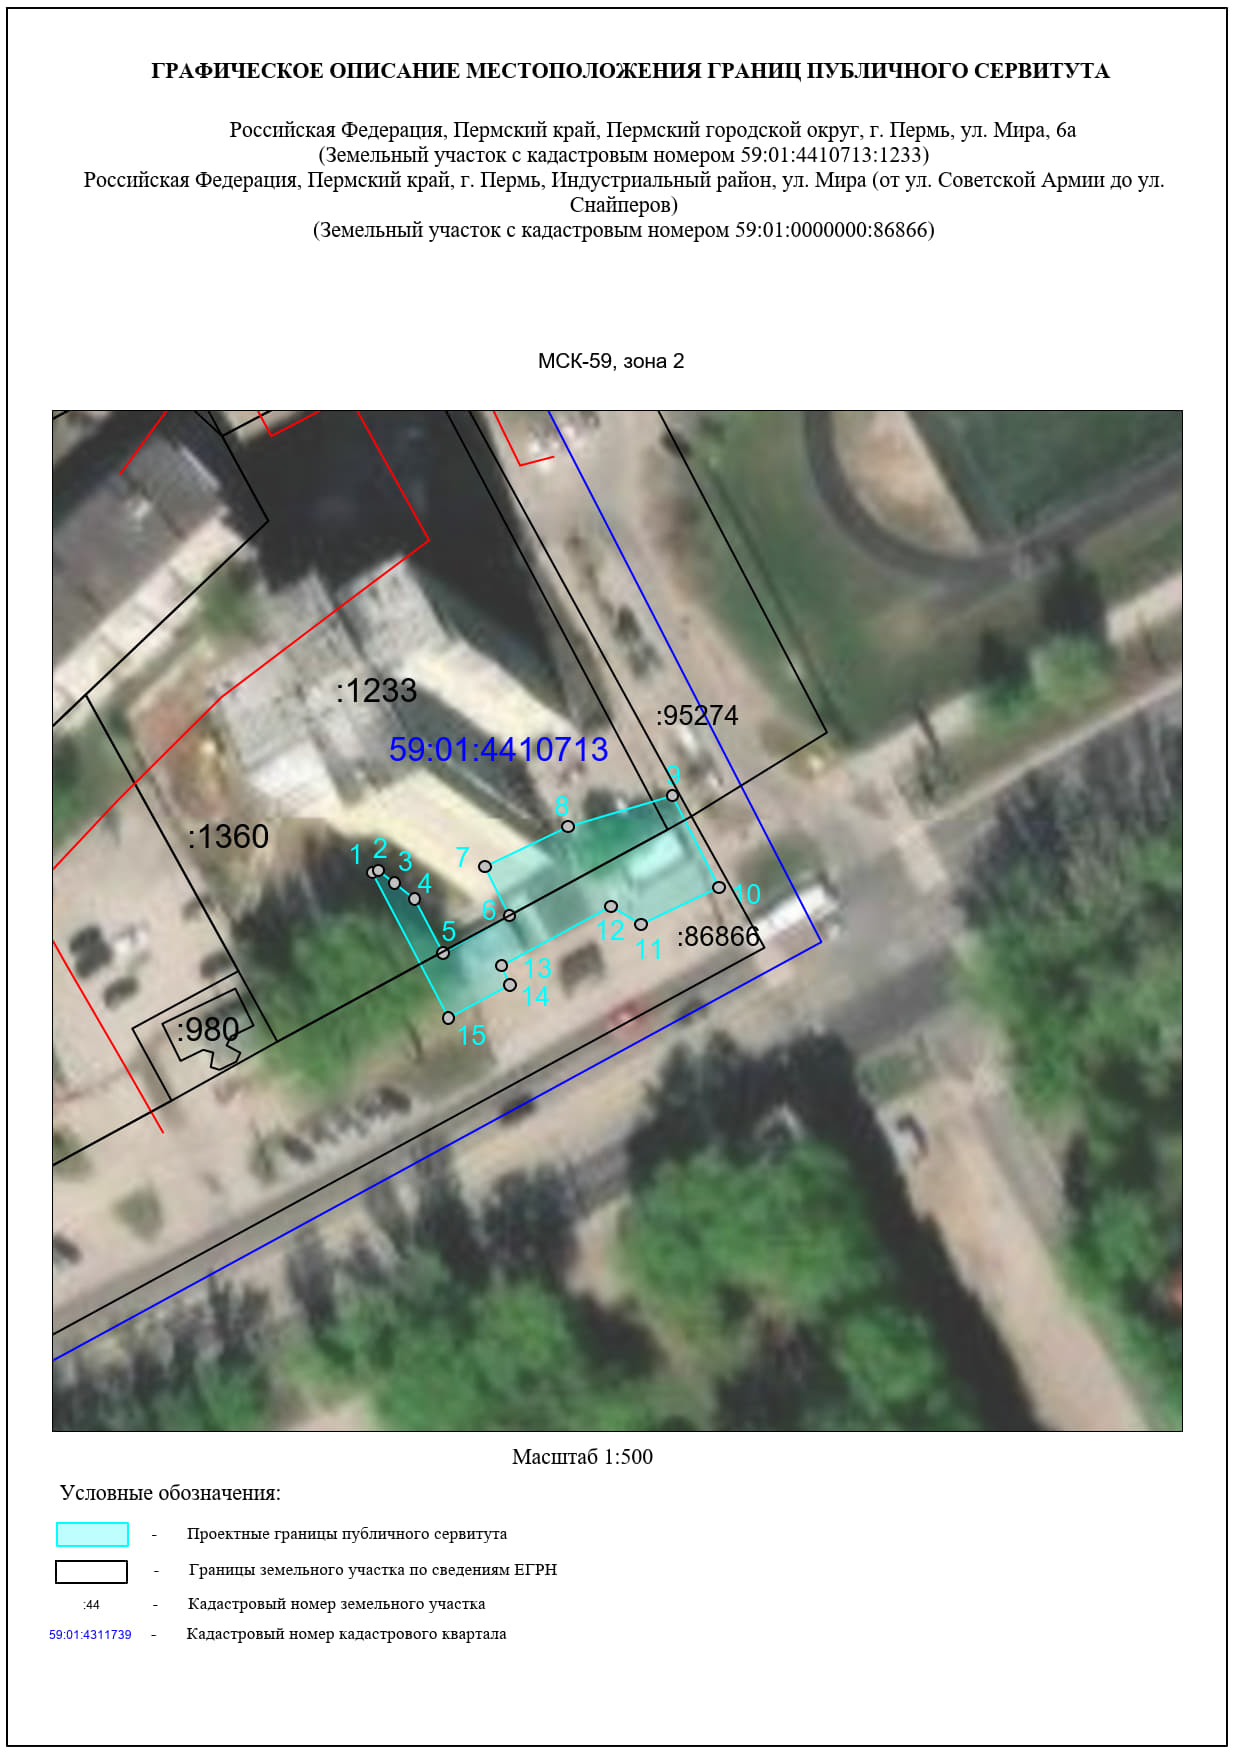 ГРАФИЧЕСКОЕ ОПИСАНИЕ МЕСТОПОЛОЖЕНИЯ ГРАНИЦ ПУБЛИЧНОГО СЕРВИТУТА
Российская Федерация, Пермский край, Пермский городской округ, г. Пермь, ул. Мира, 6а
(Земельный участок с кадастровым номером 59:01:4410713:1233)
Российская Федерация, Пермский край, г. Пермь, Индустриальный район, ул. Мира (от ул. Советской Армии до ул.
Снайперов)
(Земельный участок с кадастровым номером 59:01:0000000:86866)
МСК-59, зона 2
:1233
:95274
59:01:4410713
9
8
:1360
1
2
3
7
4
10
6
5
12
11
:86866
13
14
:980
15
Масштаб 1:500
Условные обозначения:
- Проектные границы публичного сервитута
- Границы земельного участка по сведениям ЕГРН
:44 - Кадастровый номер земельного участка
59:01:4311739 - Кадастровый номер кадастрового квартала